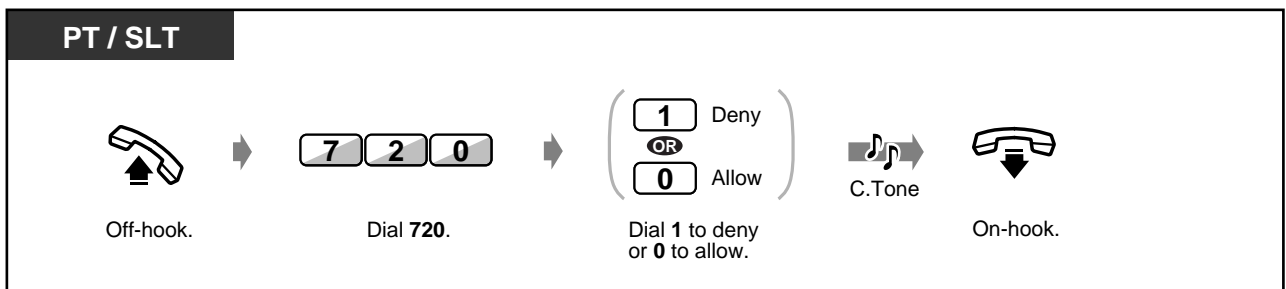 PT / SLT
7 2 0
1 Deny
OR
0 Allow
C.Tone
Off-hook.
Dial 720.
Dial 1 to deny
or 0 to allow.
On-hook.